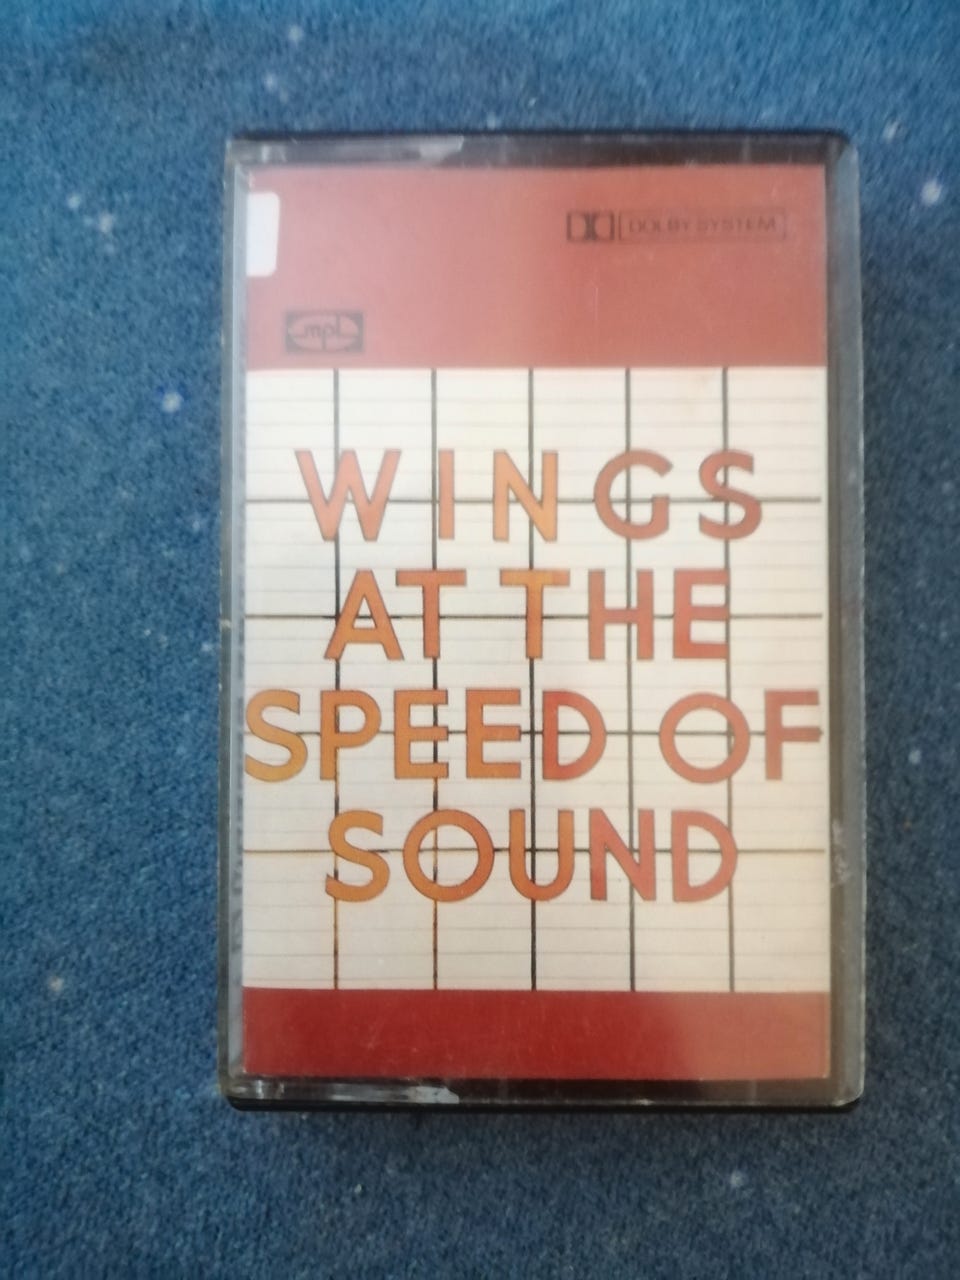 DOLBY SYSTEM
mpl
WINGS
AT THE
SPEED OF
SOUND